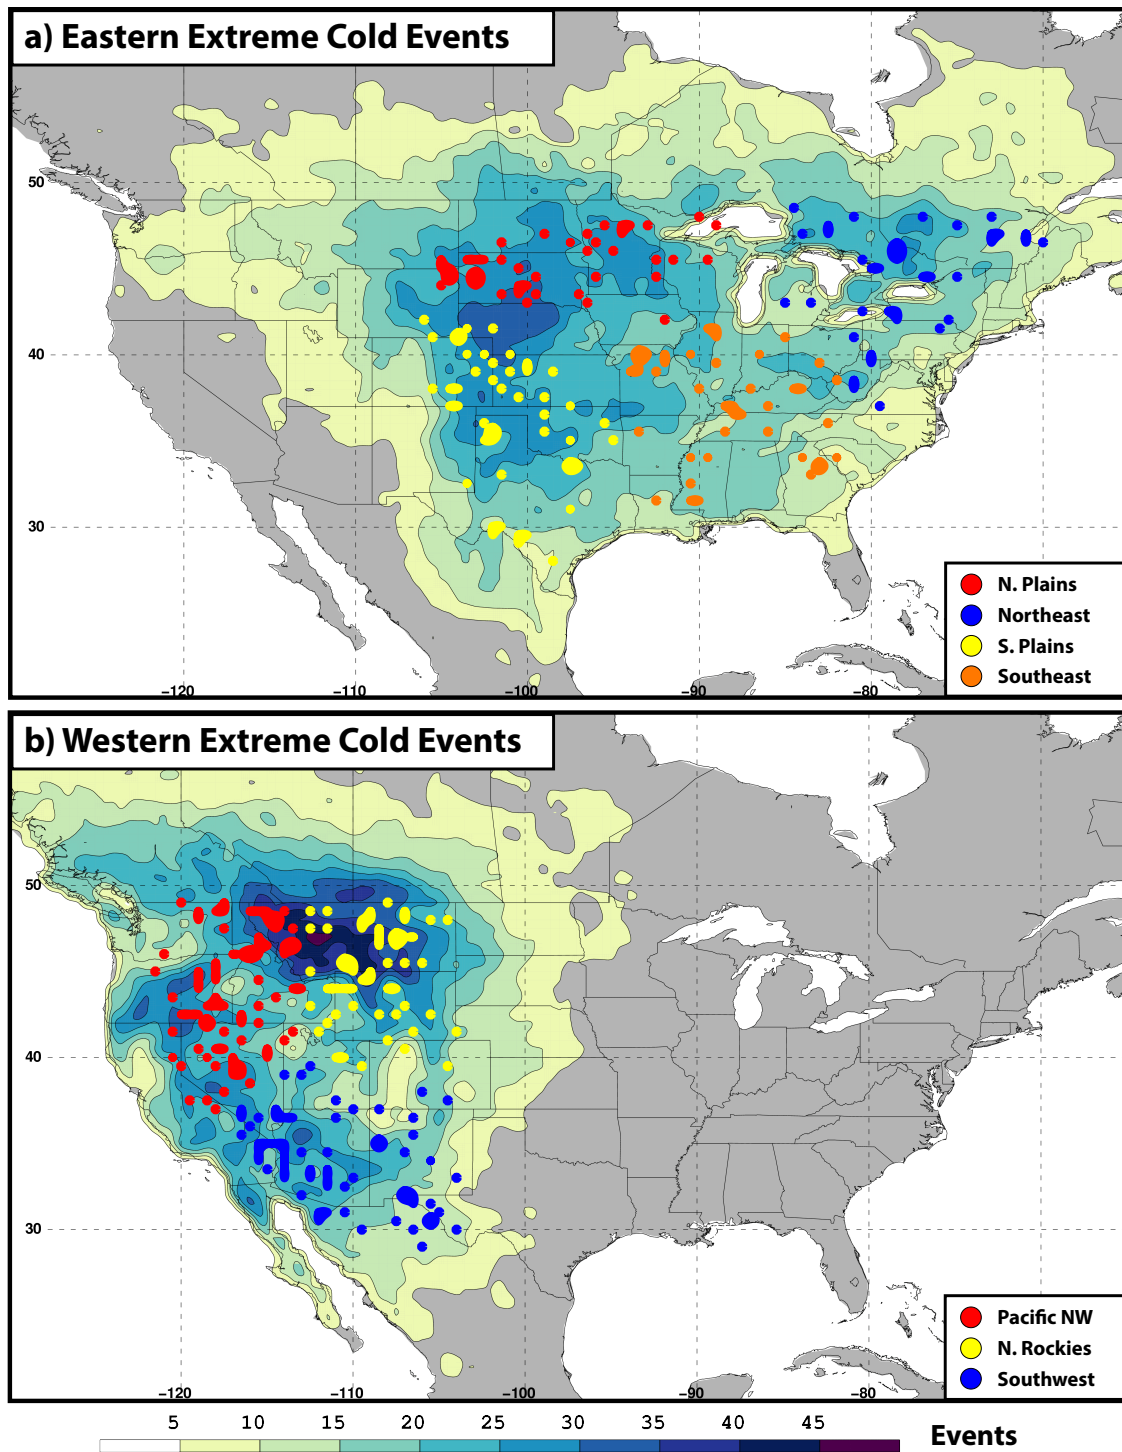 a) Eastern Extreme Cold Events
50
40
30
−120
−110
−100
−90
−80
N. Plains
Northeast
S. Plains
Southeast
b) Western Extreme Cold Events
50
40
30
−120
−110
−100
−90
−80
Pacific NW
N. Rockies
Southwest
5 10 15 20 25 30 35 40 45
Events